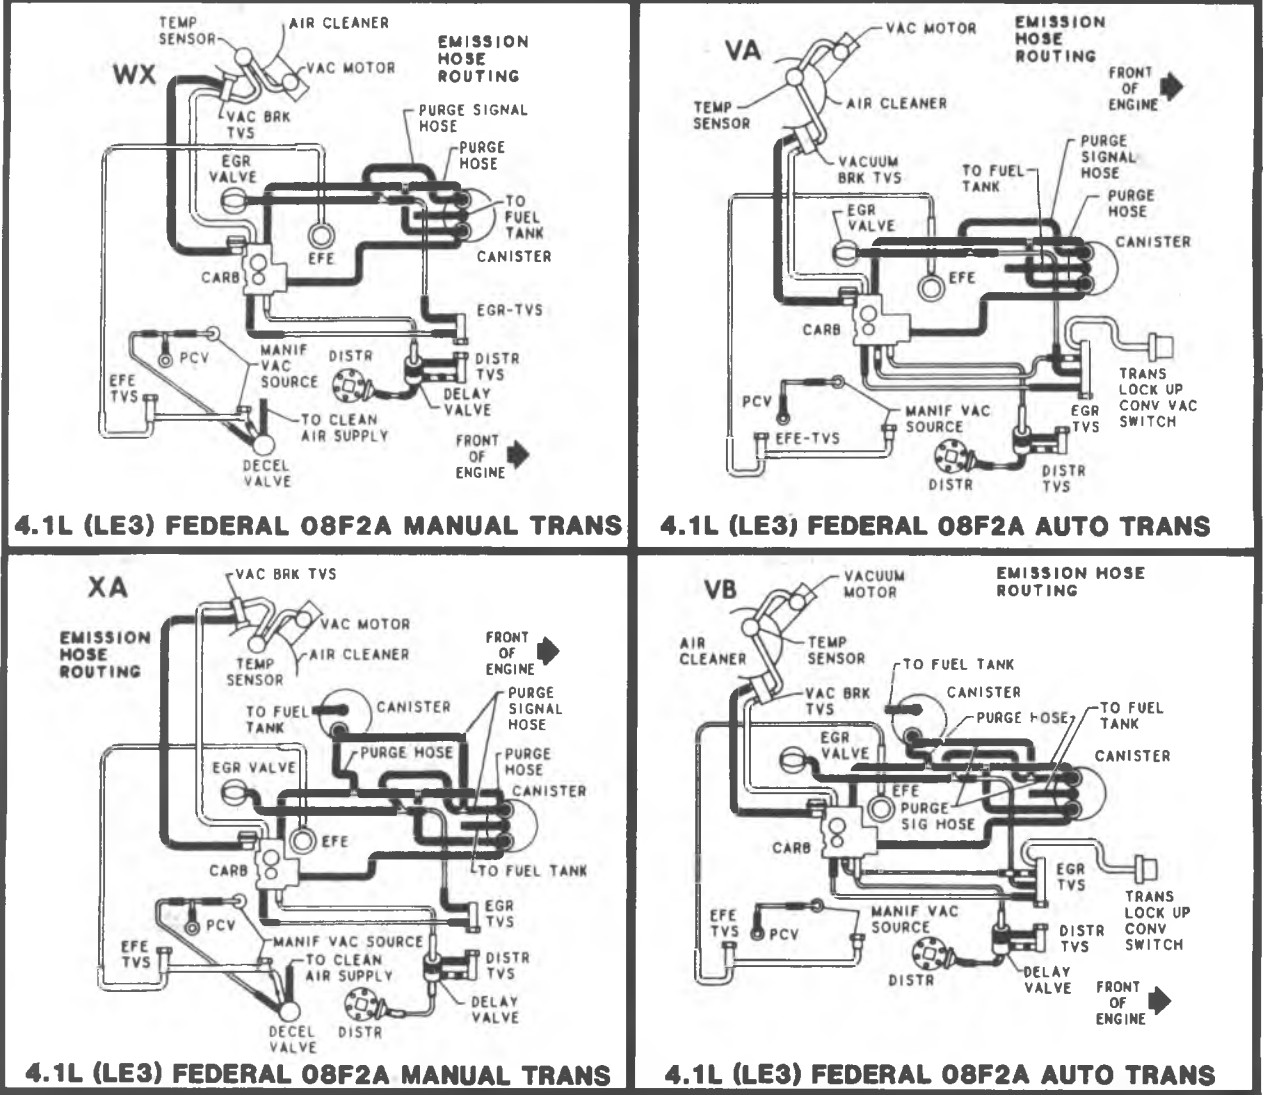 WX
TEMP
SENSOR
AIR CLEANER
VAC MOTOR
EMISSION
HOSE
ROUTING
VAC BRK
TVS
PURGE SIGNAL
HOSE
PURGE
HOSE
EGR
VALVE
TO
FUEL
TANK
CANISTER
EFE
CARB
EGR-TVS
PCV
MANIF
VAC
SOURCE
DISTR
DISTR
TVS
EFE
TVS
DELAY
VALVE
TO CLEAN
AIR SUPPLY
DECEL
VALVE
FRONT
OF
ENGINE
4.1L (LE3) FEDERAL 08F2A MANUAL TRANS
VA
VAC MOTOR
EMISSION
HOSE
ROUTING
FRONT
OF
ENGINE
TEMP
SENSOR
AIR CLEANER
VACUUM
BRK TVS
TO FUEL
TANK
PURGE
SIGNAL
HOSE
PURGE
HOSE
EGR
VALVE
CANISTER
EFE
CARB
TRANS
LOCK UP
CONV VAC
SWITCH
EGR
TVS
PCV
MANIF VAC
SOURCE
EFE-TVS
DISTR
DISTR
TVS
4.1L (LE3) FEDERAL 08F2A AUTO TRANS
XA
VAC BRK TVS
EMISSION
HOSE
ROUTING
VAC MOTOR
AIR CLEANER
TEMP
SENSOR
FRONT
OF
ENGINE
TO FUEL
TANK
CANISTER
PURGE
SIGNAL
HOSE
PURGE HOSE
PURGE
HOSE
EGR VALVE
CANISTER
EFE
CARB
TO FUEL TANK
EGR
TVS
PCV
MANIF VAC SOURCE
EFE
TVS
TO CLEAN
AIR SUPPLY
DISTR
TVS
DELAY
VALVE
DECEL
VALVE
DISTR
4.1L (LE3) FEDERAL 08F2A MANUAL TRANS
VB
VACUUM
MOTOR
EMISSION HOSE
ROUTING
AIR
CLEANER
TEMP
SENSOR
TO FUEL TANK
VAC BRK
TVS
CANISTER
PURGE HOSE
TO FUEL
TANK
EGR
VALVE
CANISTER
EFE
PURGE
SIG HOSE
CARB
EGR
TVS
TRANS
LOCK UP
CONV
SWITCH
EFE
TVS
PCV
MANIF VAC
SOURCE
DISTR
TVS
DISTR
DELAY
VALVE
FRONT
OF
ENGINE
4.1L (LE3) FEDERAL 08F2A AUTO TRANS